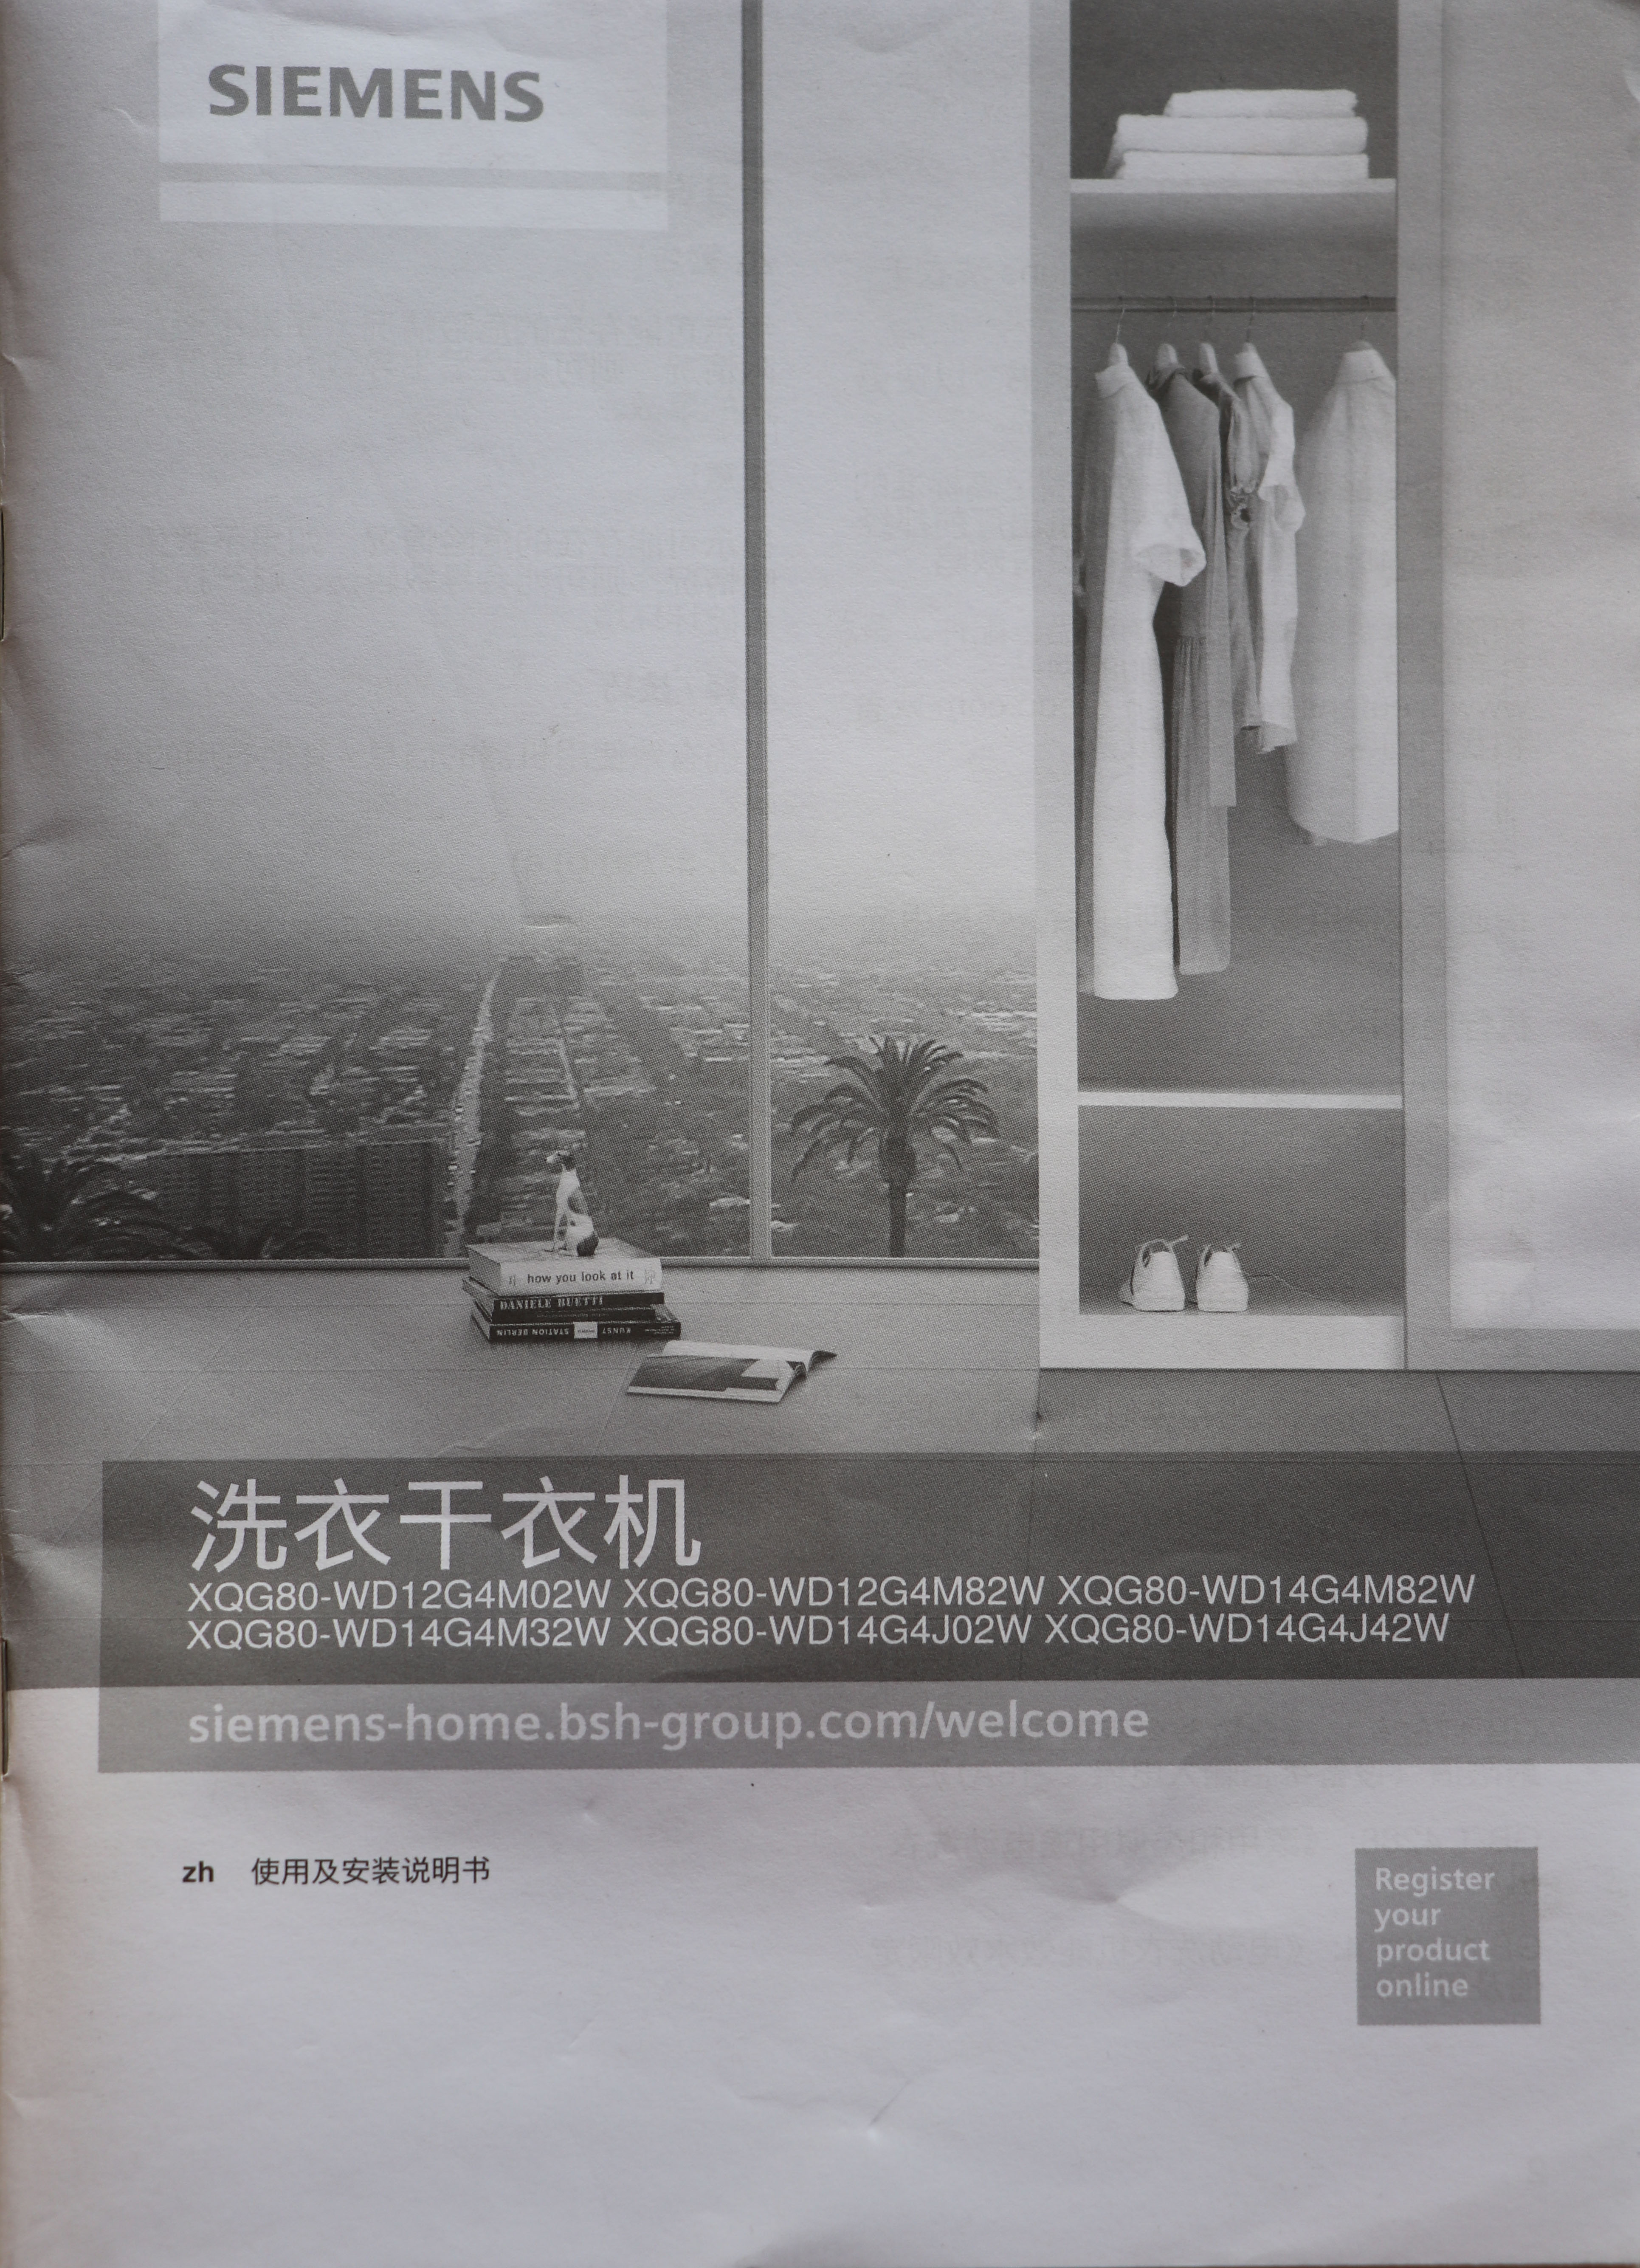 SIEMENS
how you look at it
DANIELE BUETTI
KUNST STATION BERLIN
洗衣干衣机
XQG80-WD12G4M02W XQG80-WD12G4M82W XQG80-WD14G4M82W
XQG80-WD14G4M32W XQG80-WD14G4J02W XQG80-WD14G4J42W
siemens-home.bsh-group.com/welcome
zh 使用及安装说明书
Register
your
product
online